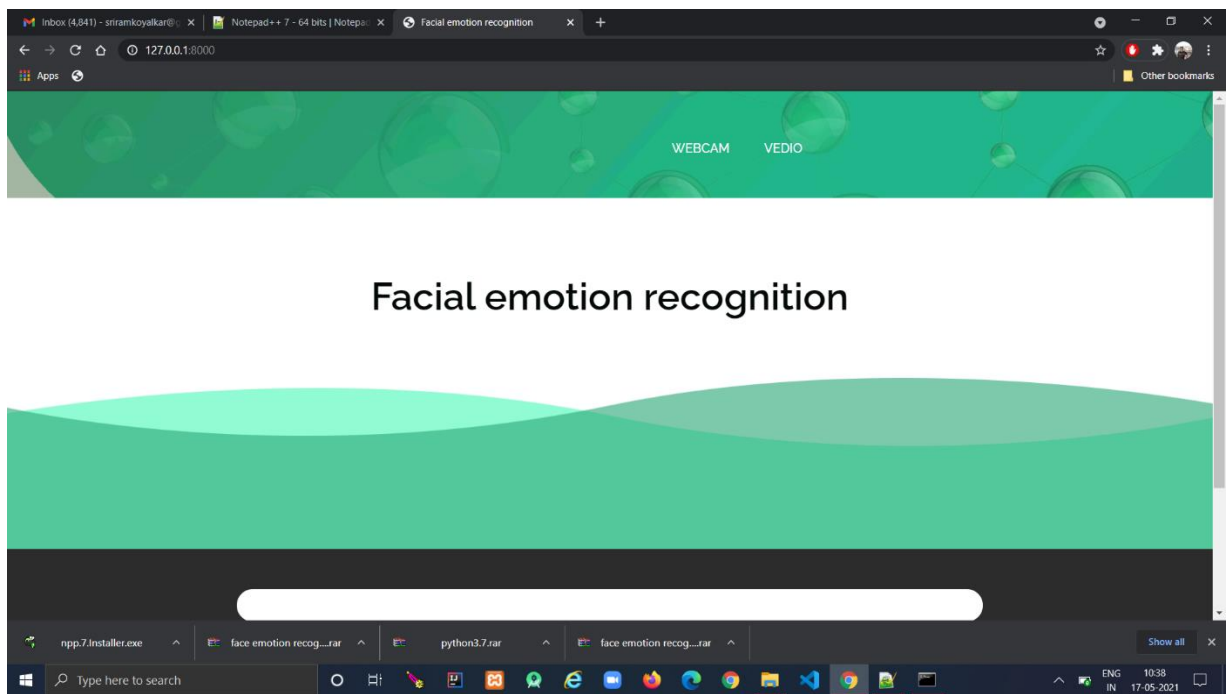 Inbox (4,841) - sriramkoyalkar@g
Notepad++ 7 - 64 bits | Notepac
Facial emotion recognition
127.0.0.1:8000
Apps
Other bookmarks
WEBCAM VEDIO
Facial emotion recognition
npp.7.Installer.exe
face emotion recog....rar
python3.7.rar
face emotion recog....rar
Show all
Type here to search
ENG 10:38
IN 17-05-2021